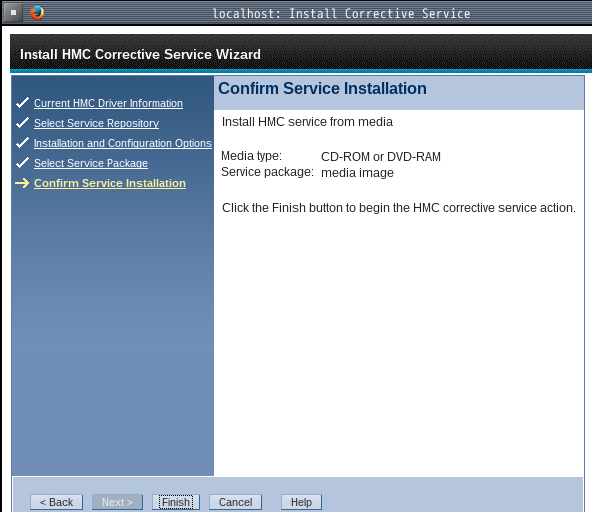 localhost: Install Corrective Service
Install HMC Corrective Service Wizard
Current HMC Driver Information
Select Service Repository
Installation and Configuration Options
Select Service Package
Confirm Service Installation
Confirm Service Installation
Install HMC service from media
Media type: CD-ROM or DVD-RAM
Service package: media image
Click the Finish button to begin the HMC corrective service action.
< Back Next > Finish Cancel Help